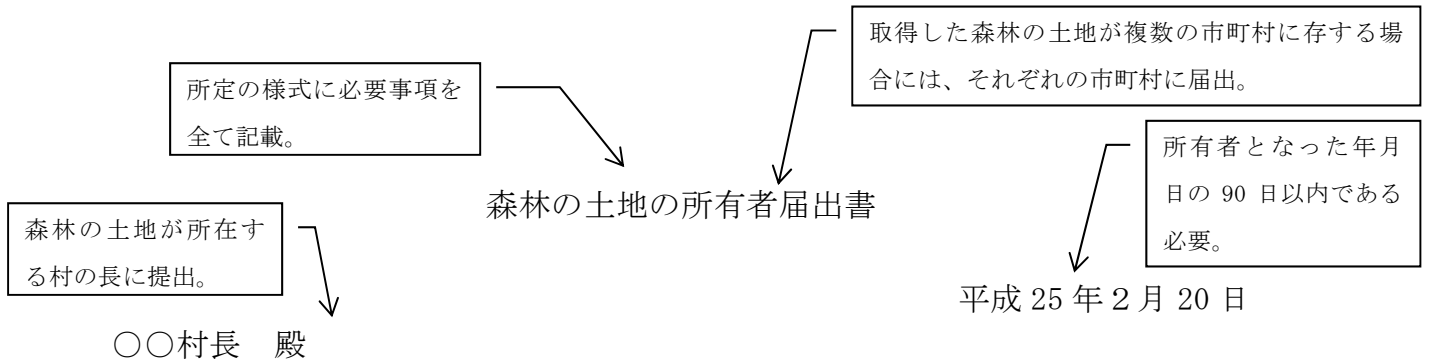 取得した森林の土地が複数の市町村に存する場
合には、それぞれの市町村に届出。
所定の様式に必要事項を
全て記載。
所有者となった年月
日の 90 日以内である
必要。
森林の土地の所有者届出書
森林の土地が所在す
る村の長に提出。
平成 25 年２月 20 日
○○村長　殿